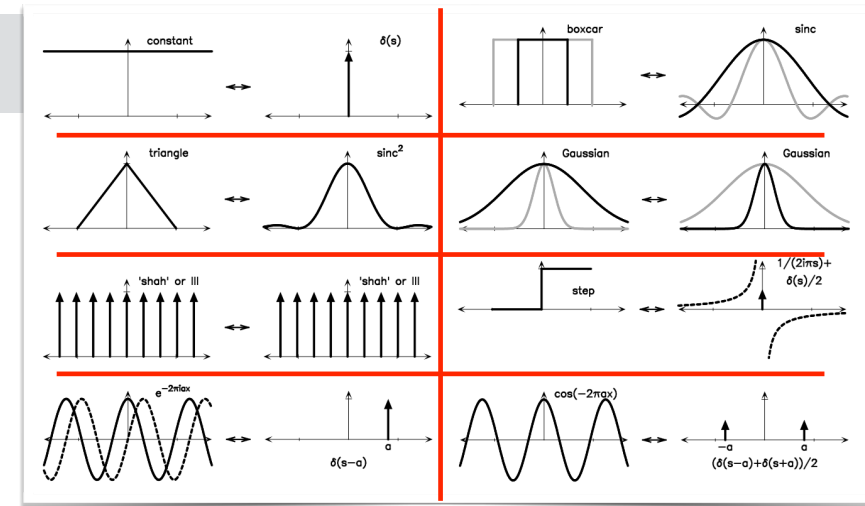 constant
δ(s)
boxcar
sinc
triangle
sinc²
Gaussian
Gaussian
'shah' or III
'shah' or III
step
1/(2iπs)+
δ(s)/2
e^−2πiax
a
δ(s−a)
cos(−2πax)
−a
a
(δ(s−a)+δ(s+a))/2